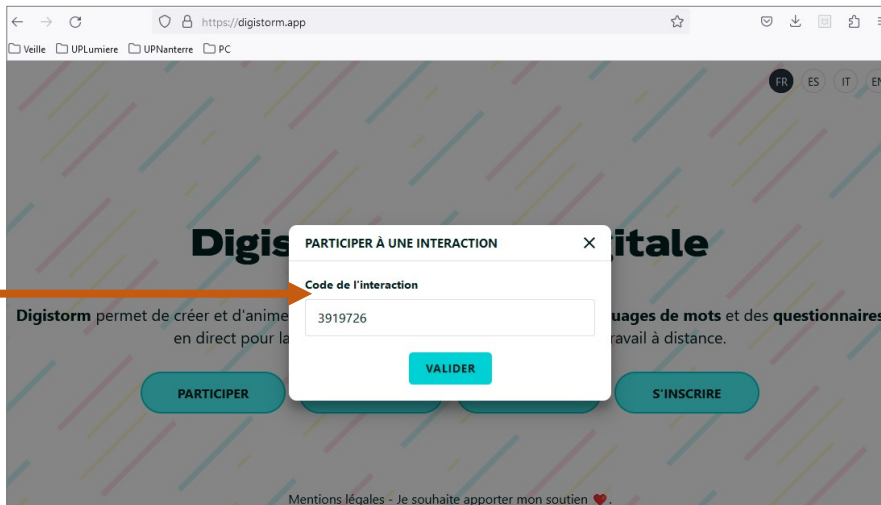 https://digistorm.app
Veille UPLumiere UPNanterre PC
FR ES IT EN
Digis itale
PARTICIPER À UNE INTERACTION
Code de l'interaction
3919726
VALIDER
Digistorm permet de créer et d'anime uages de mots et des questionnaires
en direct pour la ravail à distance.
PARTICIPER S'INSCRIRE
Mentions légales - Je souhaite apporter mon soutien ❤️.